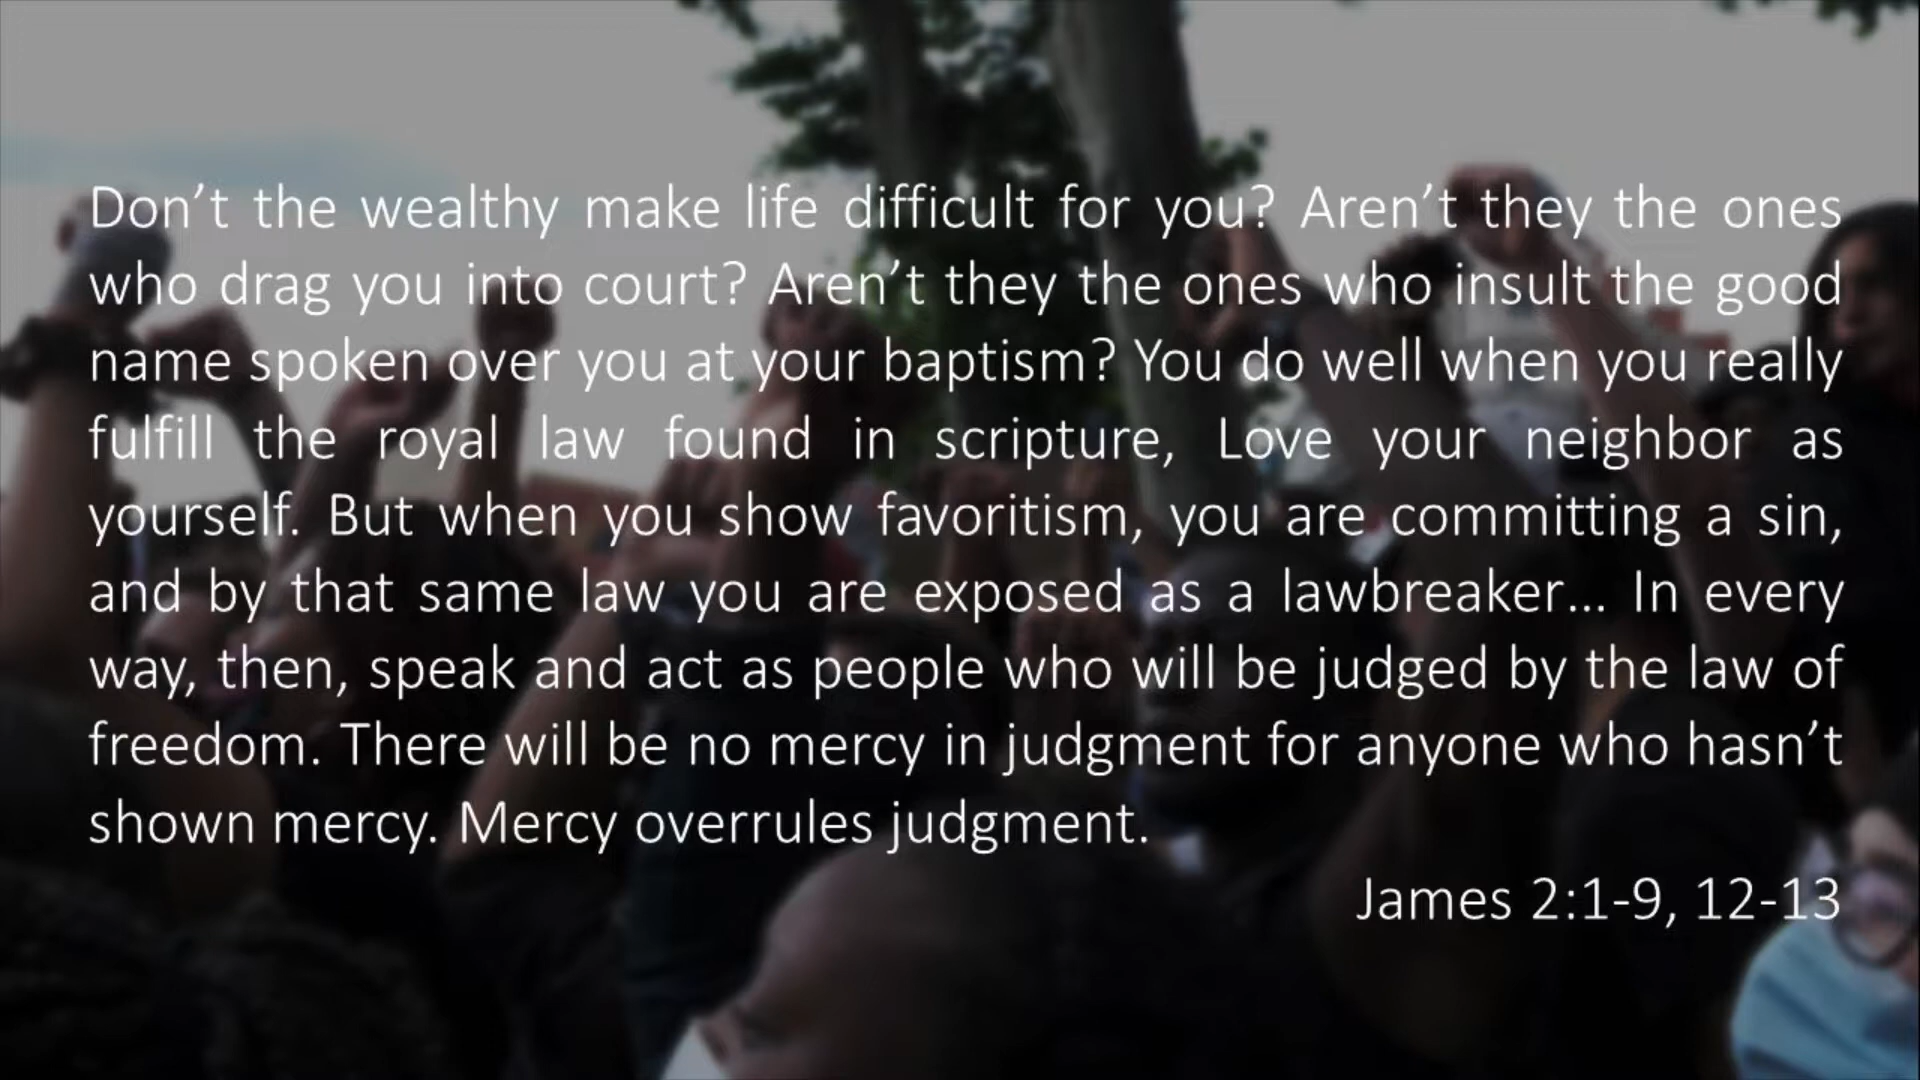 Don’t the wealthy make life difficult for you? Aren’t they the ones
who drag you into court? Aren’t they the ones who insult the good
name spoken over you at your baptism? You do well when you really
fulfill the royal law found in scripture, Love your neighbor as
yourself. But when you show favoritism, you are committing a sin,
and by that same law you are exposed as a lawbreaker… In every
way, then, speak and act as people who will be judged by the law of
freedom. There will be no mercy in judgment for anyone who hasn’t
shown mercy. Mercy overrules judgment.
James 2:1-9, 12-13